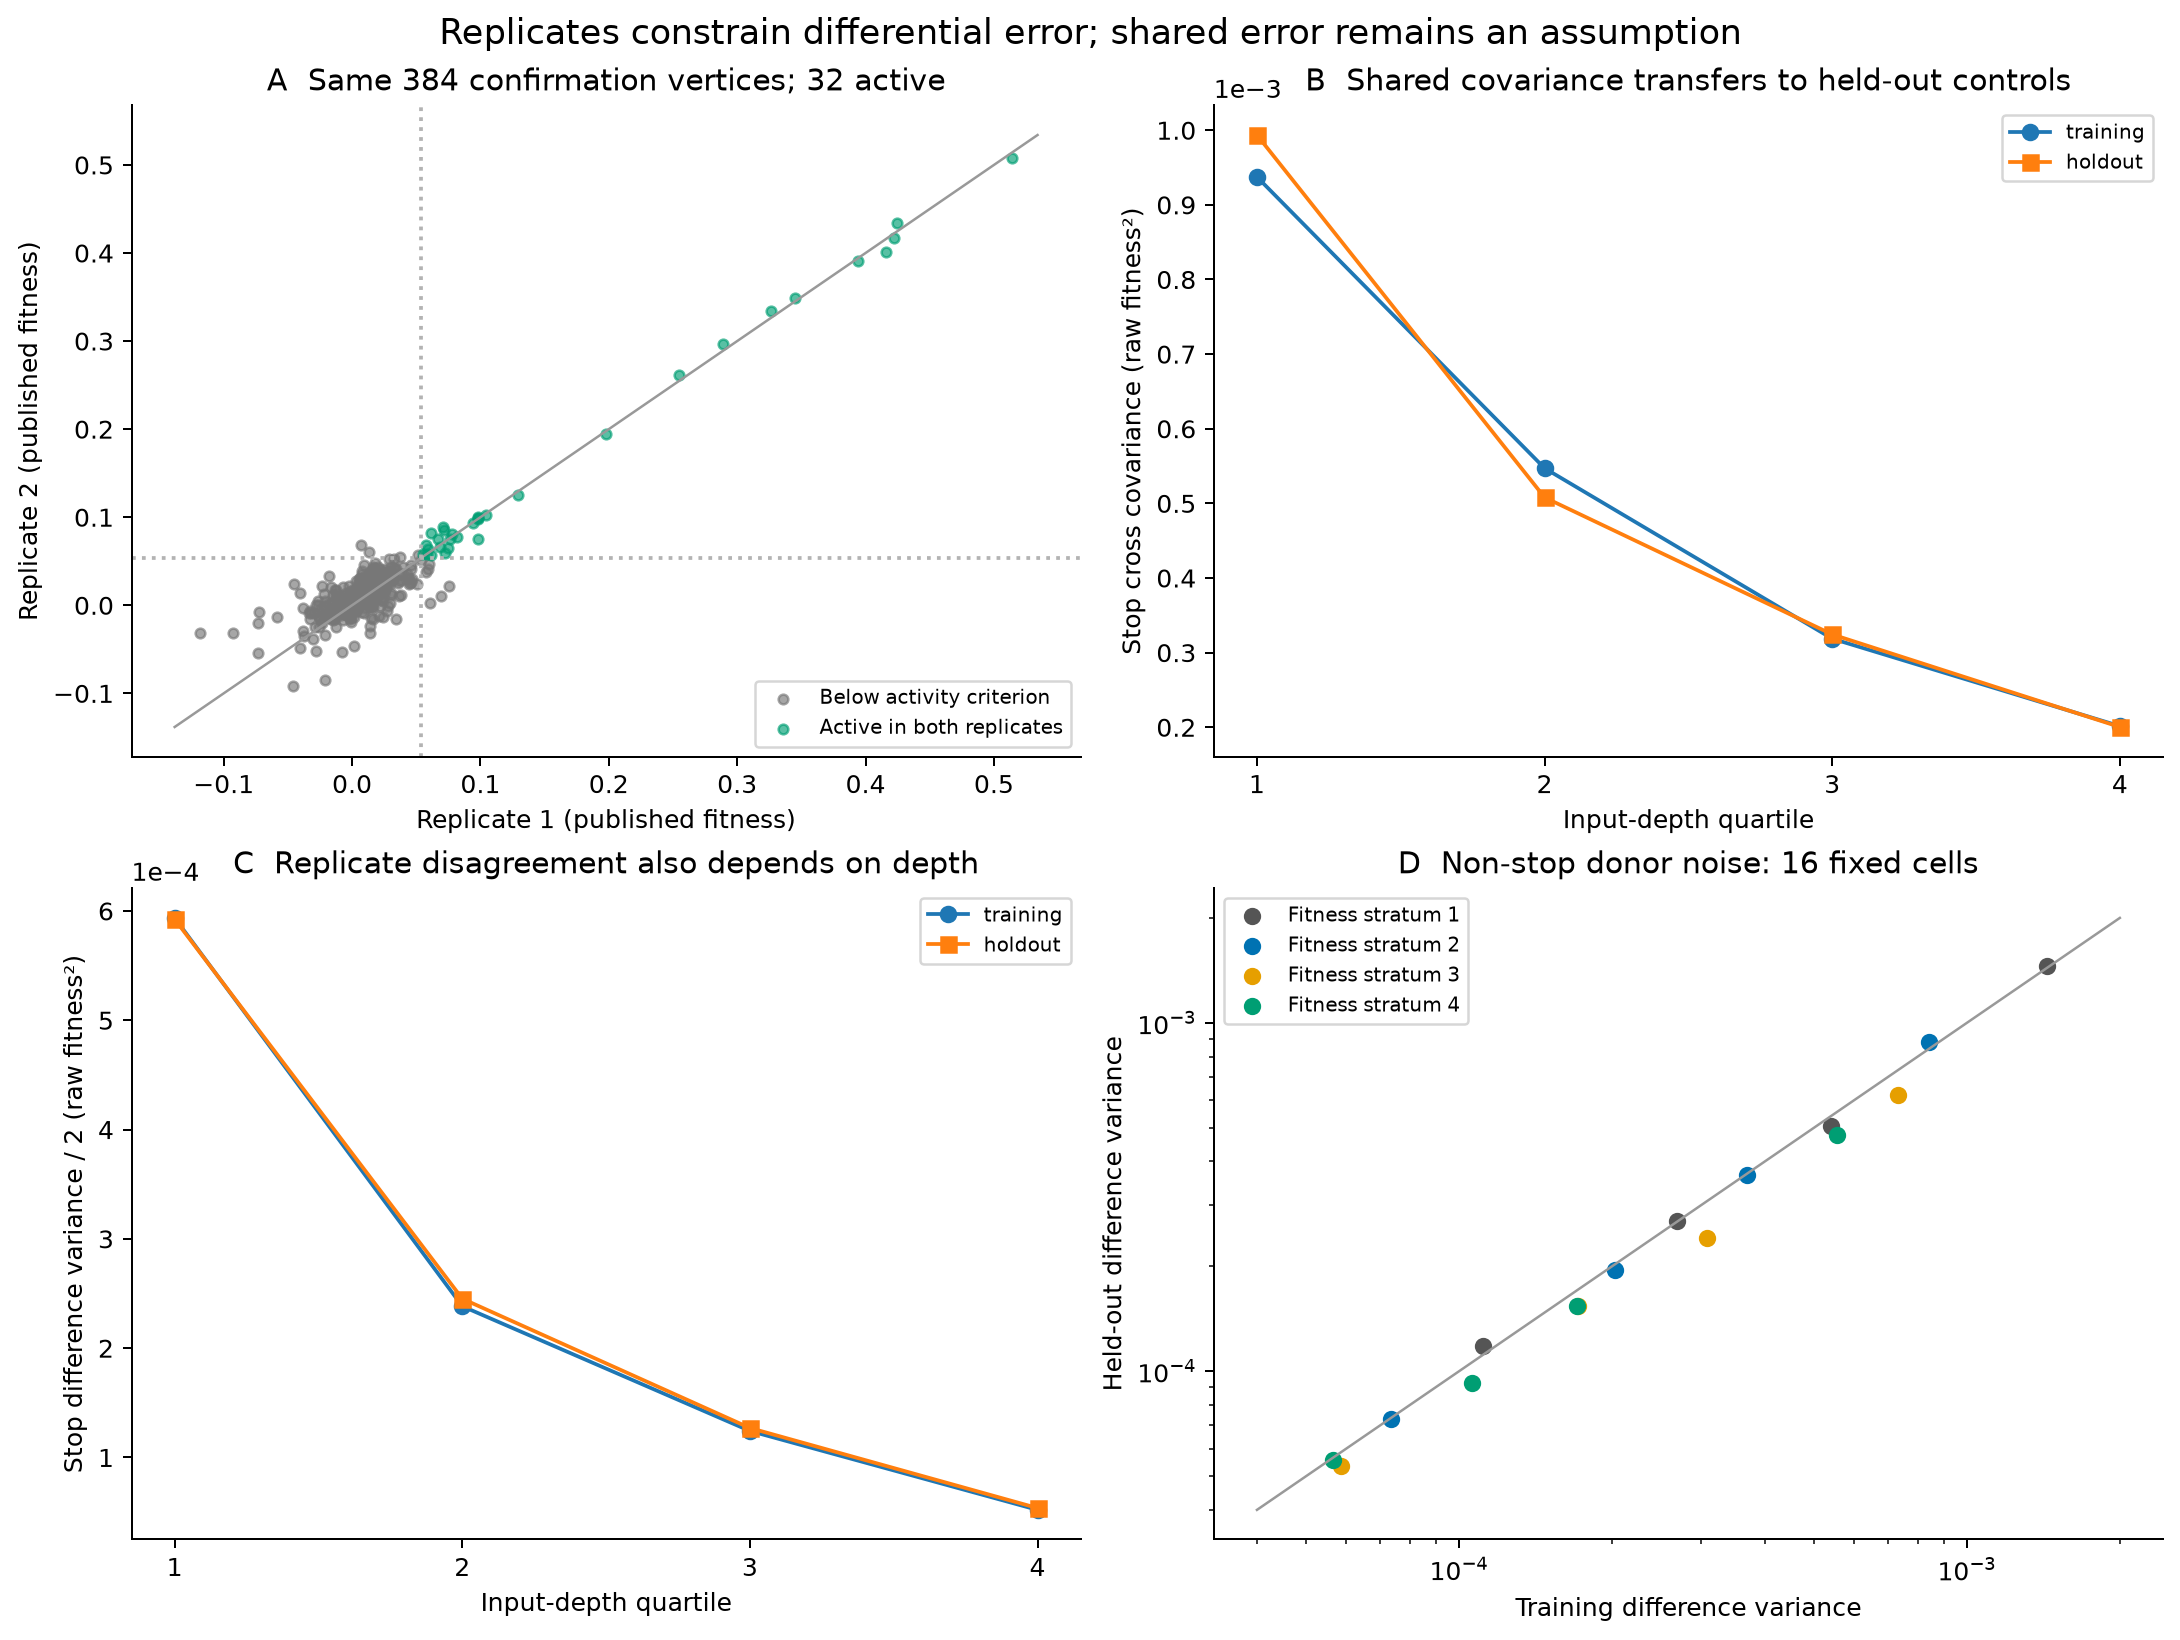 Replicates constrain differential error; shared error remains an assumption
A  Same 384 confirmation vertices; 32 active
Replicate 2 (published fitness)
0.5
0.4
0.3
0.2
0.1
0.0
−0.1
−0.1
0.0
0.1
0.2
0.3
0.4
0.5
Replicate 1 (published fitness)
Below activity criterion
Active in both replicates
B  Shared covariance transfers to held-out controls
1e−3
Stop cross covariance (raw fitness²)
1.0
0.9
0.8
0.7
0.6
0.5
0.4
0.3
0.2
1
2
3
4
Input-depth quartile
training
holdout
C  Replicate disagreement also depends on depth
1e−4
Stop difference variance / 2 (raw fitness²)
6
5
4
3
2
1
1
2
3
4
Input-depth quartile
training
holdout
D  Non-stop donor noise: 16 fixed cells
Held-out difference variance
10⁻³
10⁻⁴
10⁻⁴
10⁻³
Training difference variance
Fitness stratum 1
Fitness stratum 2
Fitness stratum 3
Fitness stratum 4